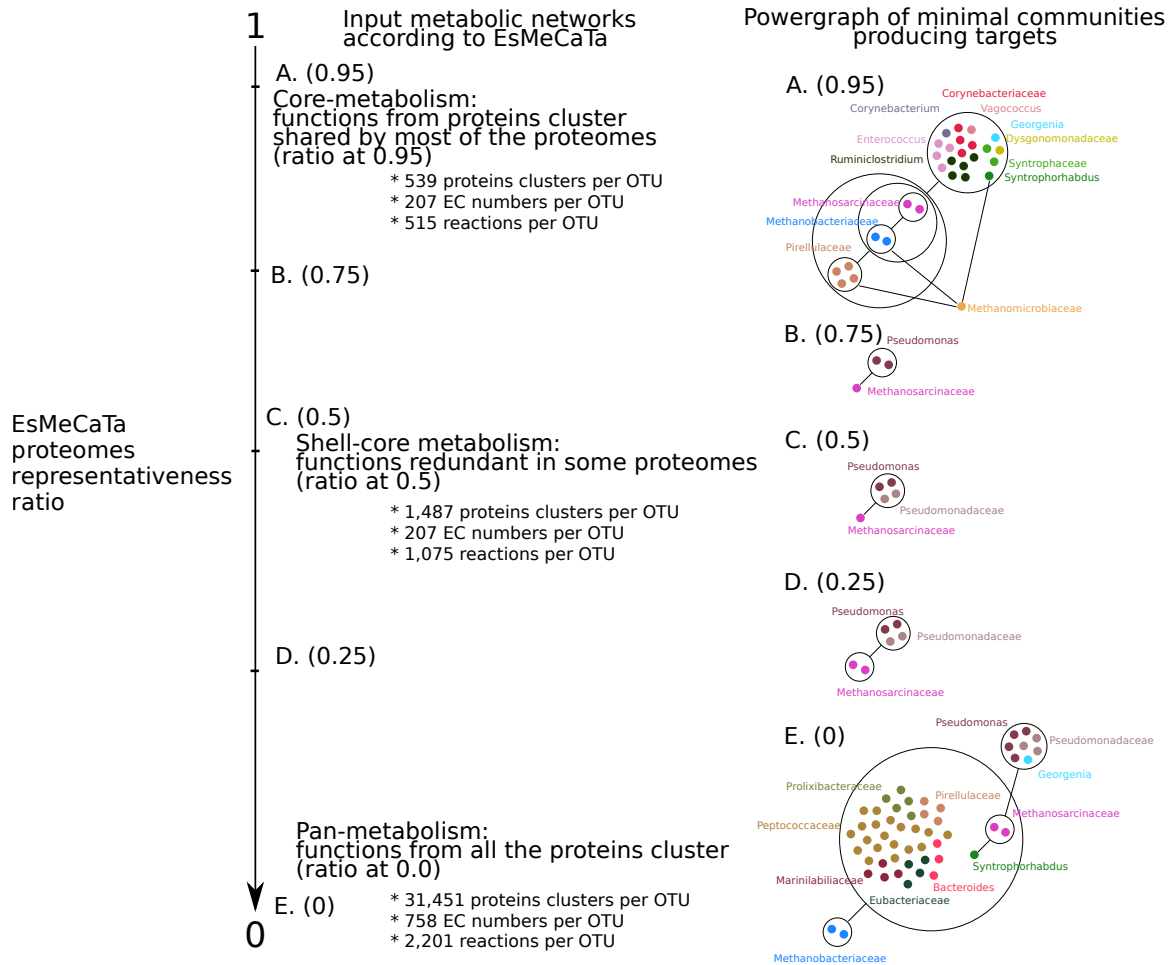 1
Input metabolic networks
according to EsMeCaTa
Powergraph of minimal communities
producing targets
A. (0.95)
Core-metabolism:
functions from proteins cluster
shared by most of the proteomes
(ratio at 0.95)
* 539 proteins clusters per OTU
* 207 EC numbers per OTU
* 515 reactions per OTU
B. (0.75)
EsMeCaTa
proteomes
representativeness
ratio
C. (0.5)
Shell-core metabolism:
functions redundant in some proteomes
(ratio at 0.5)
* 1,487 proteins clusters per OTU
* 207 EC numbers per OTU
* 1,075 reactions per OTU
D. (0.25)
Pan-metabolism:
functions from all the proteins cluster
(ratio at 0.0)
E. (0)
* 31,451 proteins clusters per OTU
* 758 EC numbers per OTU
* 2,201 reactions per OTU
0
A. (0.95)
Corynebacteriaceae
Corynebacterium
Vagococcus
Georgenia
Enterococcus
Dysgonomonadaceae
Ruminiclostridium
Syntrophaceae
Syntrophorhabdus
Methanosarcinaceae
Methanobacteriaceae
Pirellulaceae
Methanomicrobiaceae
B. (0.75)
Pseudomonas
Methanosarcinaceae
C. (0.5)
Pseudomonas
Pseudomonadaceae
Methanosarcinaceae
D. (0.25)
Pseudomonas
Pseudomonadaceae
Methanosarcinaceae
E. (0)
Pseudomonas
Pseudomonadaceae
Georgenia
Prolixibacteraceae
Pirellulaceae
Methanosarcinaceae
Peptococcaceae
Syntrophorhabdus
Marinilabiliaceae
Bacteroides
Eubacteriaceae
Methanobacteriaceae